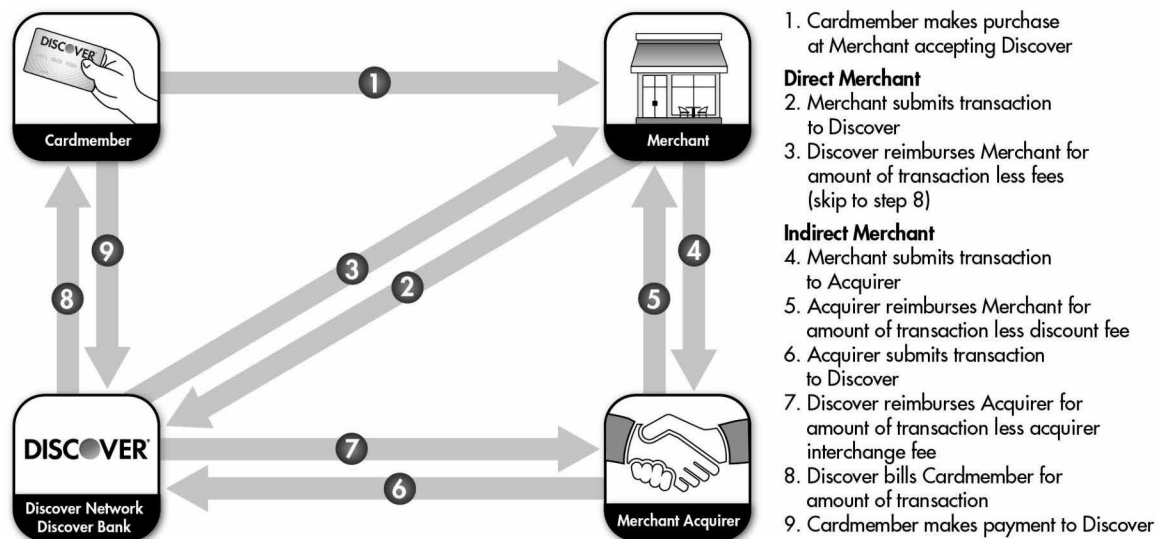 DISCOVER
Cardmember
1
Merchant
1. Cardmember makes purchase
at Merchant accepting Discover
Direct Merchant
2. Merchant submits transaction
to Discover
3. Discover reimburses Merchant for
amount of transaction less fees
(skip to step 8)
Indirect Merchant
4. Merchant submits transaction
to Acquirer
5. Acquirer reimburses Merchant for
amount of transaction less discount fee
6. Acquirer submits transaction
to Discover
7. Discover reimburses Acquirer for
amount of transaction less acquirer
interchange fee
8. Discover bills Cardmember for
amount of transaction
9. Cardmember makes payment to Discover
9
8
3
2
4
5
DISCOVER®
Discover Network
Discover Bank
7
6
Merchant Acquirer